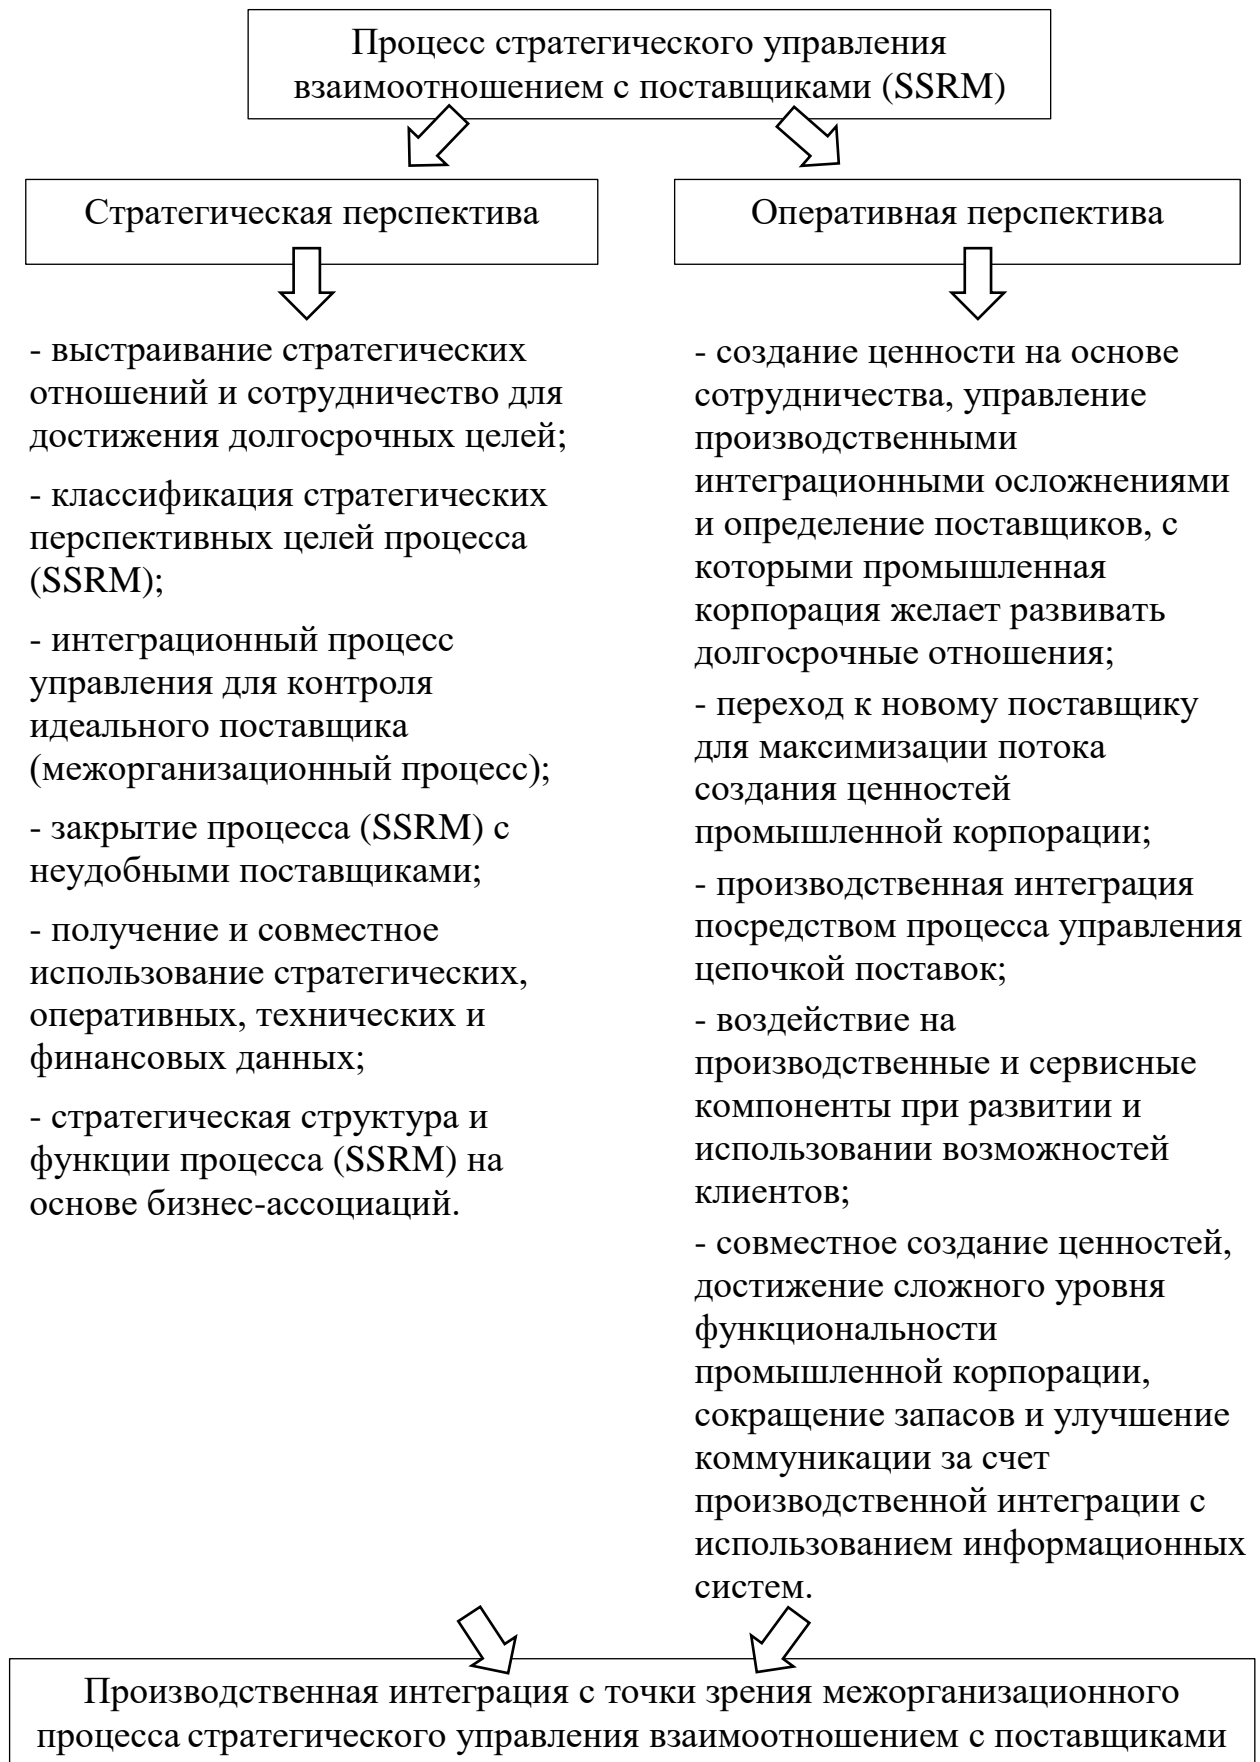 Процесс стратегического управления
взаимоотношением с поставщиками (SSRM)
Стратегическая перспектива
Оперативная перспектива
- выстраивание стратегических
отношений и сотрудничество для
достижения долгосрочных целей;
- классификация стратегических
перспективных целей процесса
(SSRM);
- интеграционный процесс
управления для контроля
идеального поставщика
(межорганизационный процесс);
- закрытие процесса (SSRM) с
неудобными поставщиками;
- получение и совместное
использование стратегических,
оперативных, технических и
финансовых данных;
- стратегическая структура и
функции процесса (SSRM) на
основе бизнес-ассоциаций.
- создание ценности на основе
сотрудничества, управление
производственными
интеграционными осложнениями
и определение поставщиков, с
которыми промышленная
корпорация желает развивать
долгосрочные отношения;
- переход к новому поставщику
для максимизации потока
создания ценностей
промышленной корпорации;
- производственная интеграция
посредством процесса управления
цепочкой поставок;
- воздействие на
производственные и сервисные
компоненты при развитии и
использовании возможностей
клиентов;
- совместное создание ценностей,
достижение сложного уровня
функциональности
промышленной корпорации,
сокращение запасов и улучшение
коммуникации за счет
производственной интеграции с
использованием информационных
систем.
Производственная интеграция с точки зрения межорганизационного
процесса стратегического управления взаимоотношением с поставщиками